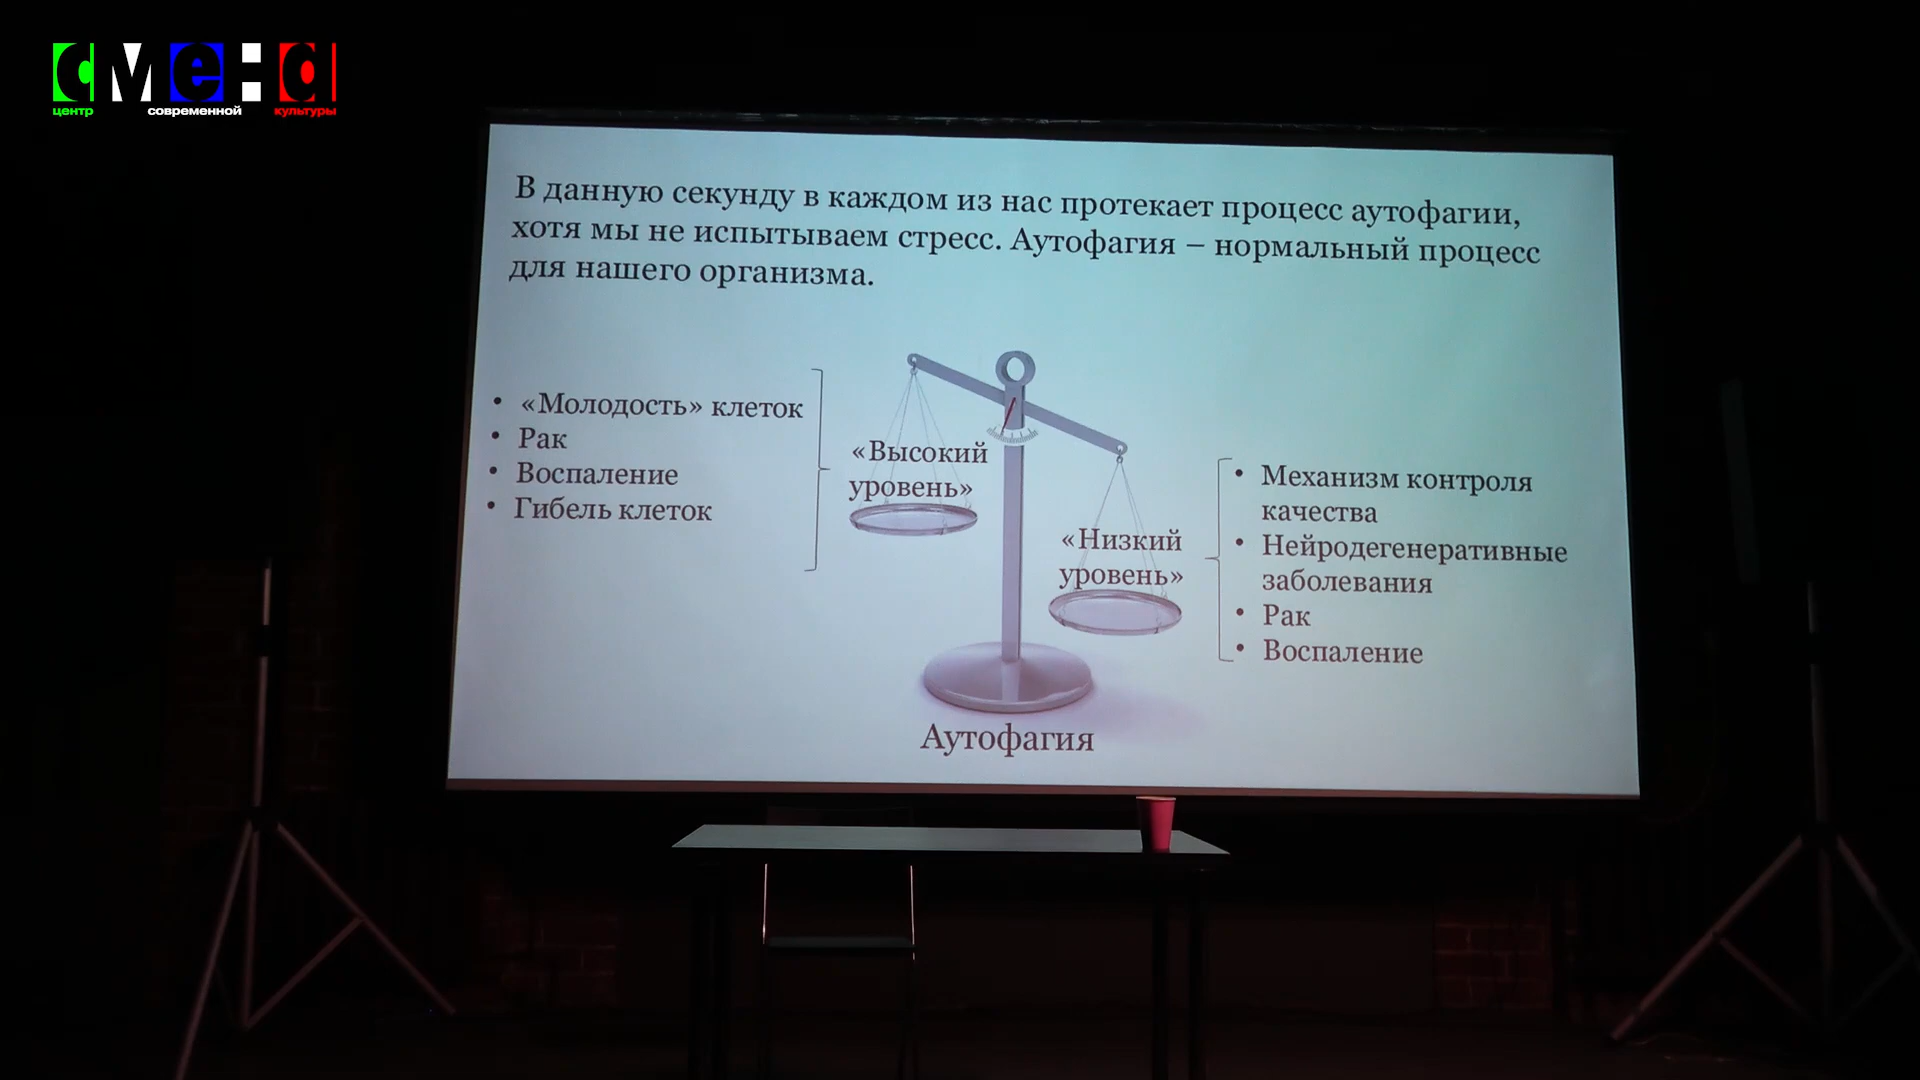 смена
центр современной культуры
В данную секунду в каждом из нас протекает процесс аутофагии,
хотя мы не испытываем стресс. Аутофагия – нормальный процесс
для нашего организма.
• «Молодость» клеток
• Рак
• Воспаление
• Гибель клеток
«Высокий
уровень»
«Низкий
уровень»
• Механизм контроля
качества
• Нейродегенеративные
заболевания
• Рак
• Воспаление
Аутофагия